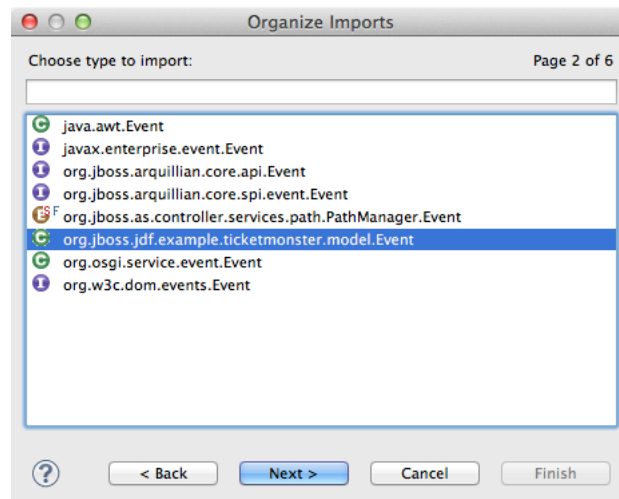 Organize Imports
Choose type to import: Page 2 of 6
C java.awt.Event
I javax.enterprise.event.Event
I org.jboss.arquillian.core.api.Event
I org.jboss.arquillian.core.spi.event.Event
E S F org.jboss.as.controller.services.path.PathManager.Event
C org.jboss.jdf.example.ticketmonster.model.Event
C org.osgi.service.event.Event
I org.w3c.dom.events.Event
? < Back Next > Cancel Finish